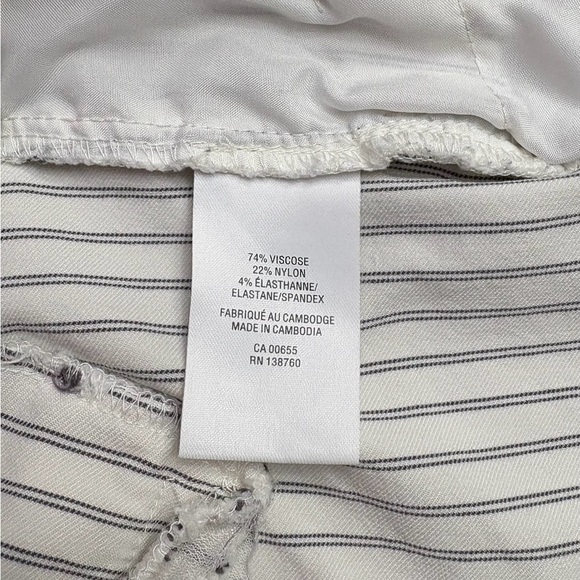 74% VISCOSE
22% NYLON
4% ÉLASTHANNE/
ELASTANE/SPANDEX
FABRIQUÉ AU CAMBODGE
MADE IN CAMBODIA
CA 00655
RN 138760